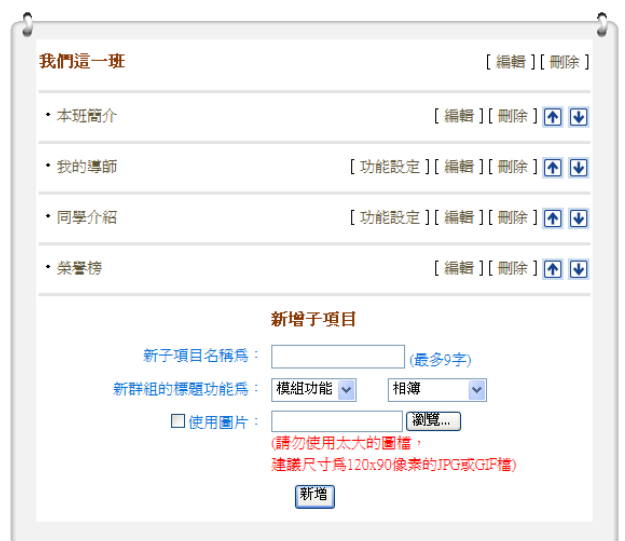 我們這一班 [ 編輯 ][ 刪除 ]
・本班簡介 [ 編輯 ][ 刪除 ]
・我的導師 [ 功能設定 ][ 編輯 ][ 刪除 ]
・同學介紹 [ 功能設定 ][ 編輯 ][ 刪除 ]
・榮譽榜 [ 編輯 ][ 刪除 ]
新增子項目
新子項目名稱為： (最多9字)
新群組的標題功能為： 模組功能 相簿
使用圖片： 瀏覽...
(請勿使用太大的圖檔，
建議尺寸為120x90像素的JPG或GIF檔)
新增